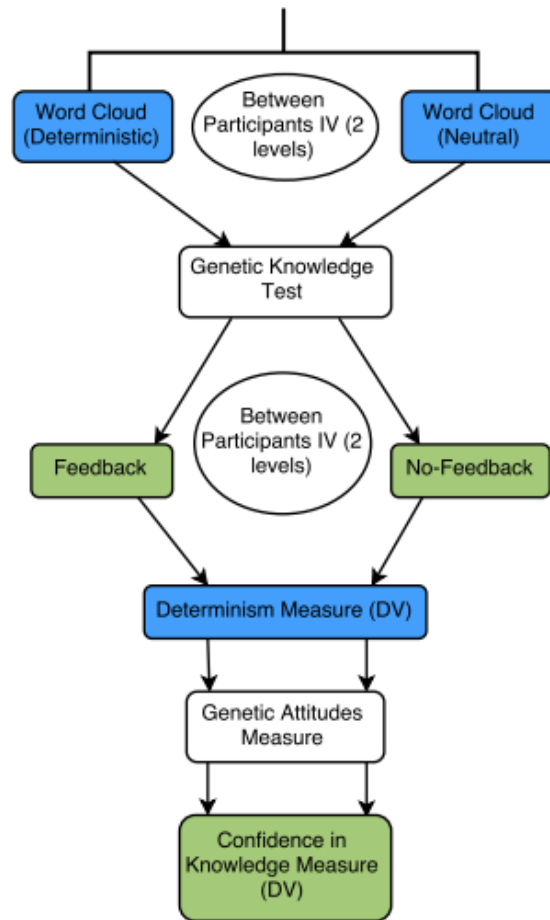 Word Cloud
(Deterministic)
Between
Participants IV (2
levels)
Word Cloud
(Neutral)
Genetic Knowledge
Test
Between
Participants IV (2
levels)
Feedback
No-Feedback
Determinism Measure (DV)
Genetic Attitudes
Measure
Confidence in
Knowledge Measure
(DV)